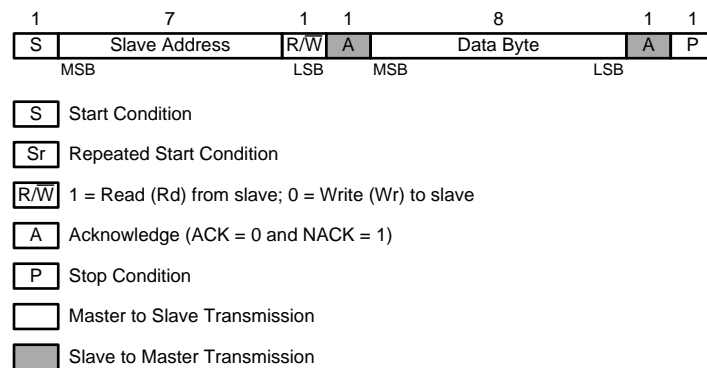 1 7 1 1 8 1 1
S Slave Address R/W̅ A Data Byte A P
MSB LSB MSB LSB
S Start Condition
Sr Repeated Start Condition
R/W̅ 1 = Read (Rd) from slave; 0 = Write (Wr) to slave
A Acknowledge (ACK = 0 and NACK = 1)
P Stop Condition
Master to Slave Transmission
Slave to Master Transmission